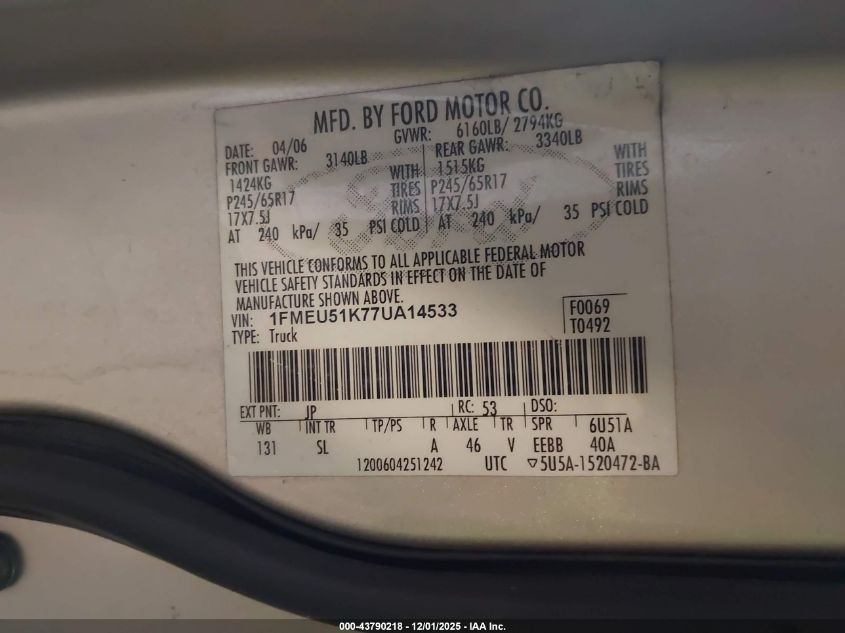 MFD. BY FORD MOTOR CO.
DATE: 04/06 GVWR: 6160LB/ 2794KG
FRONT GAWR: 3140LB REAR GAWR: 3340LB
1424KG WITH 1515KG WITH
P245/65R17 TIRES P245/65R17 TIRES
17X7.5J RIMS 17X7.5J RIMS
AT 240 kPa/ 35 PSI COLD AT 240 kPa/ 35 PSI COLD
THIS VEHICLE CONFORMS TO ALL APPLICABLE FEDERAL MOTOR
VEHICLE SAFETY STANDARDS IN EFFECT ON THE DATE OF
MANUFACTURE SHOWN ABOVE.
VIN: 1FMEU51K77UA14533 F0069
TYPE: Truck T0492
EXT PNT: JP RC: 53 DSO:
WB INT TR TP/PS R AXLE TR SPR 6U51A
131 SL A 46 V EEBB 40A
1200604251242 UTC ▽5U5A-1520472-BA
000-43790218 - 12/01/2025 - IAA Inc.